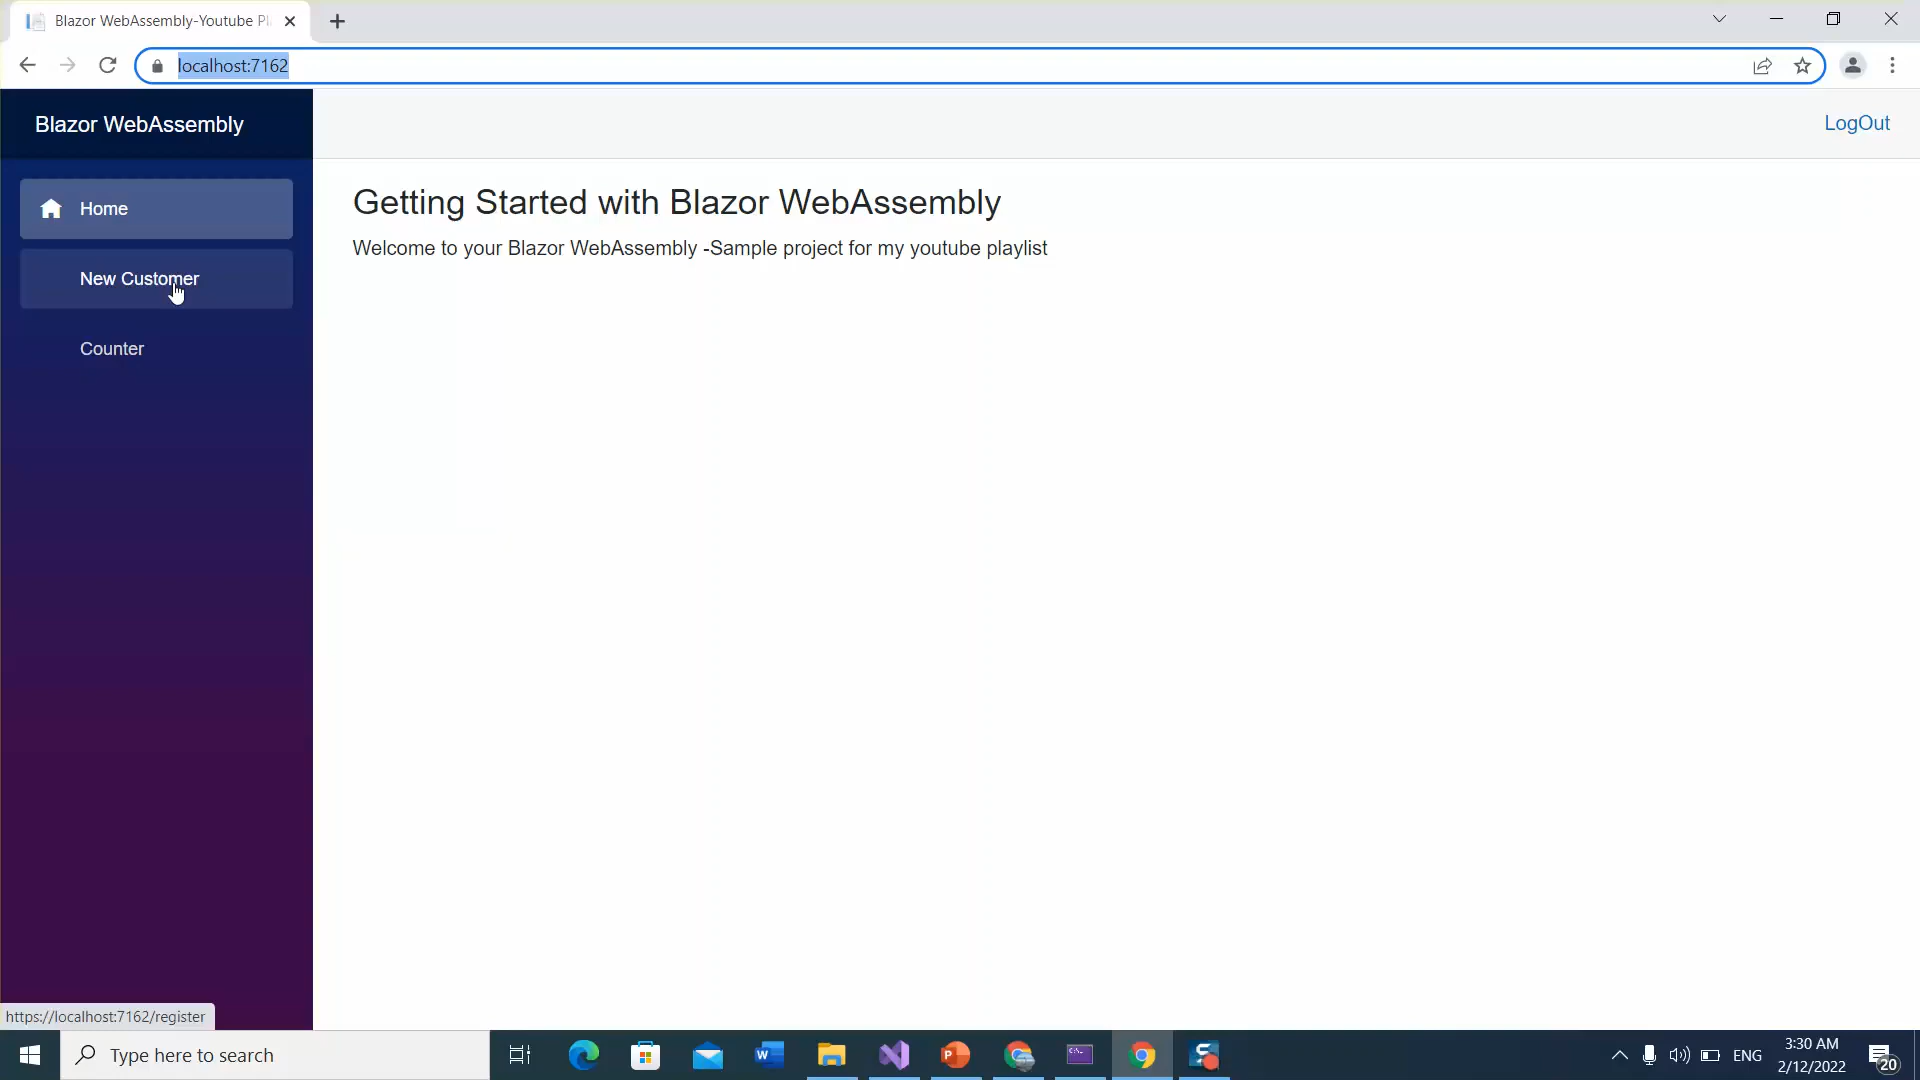 Blazor WebAssembly-Youtube Pl
localhost:7162
Blazor WebAssembly
LogOut
Home
Getting Started with Blazor WebAssembly
Welcome to your Blazor WebAssembly -Sample project for my youtube playlist
New Customer
Counter
https://localhost:7162/register
Type here to search
ENG
3:30 AM
2/12/2022
20